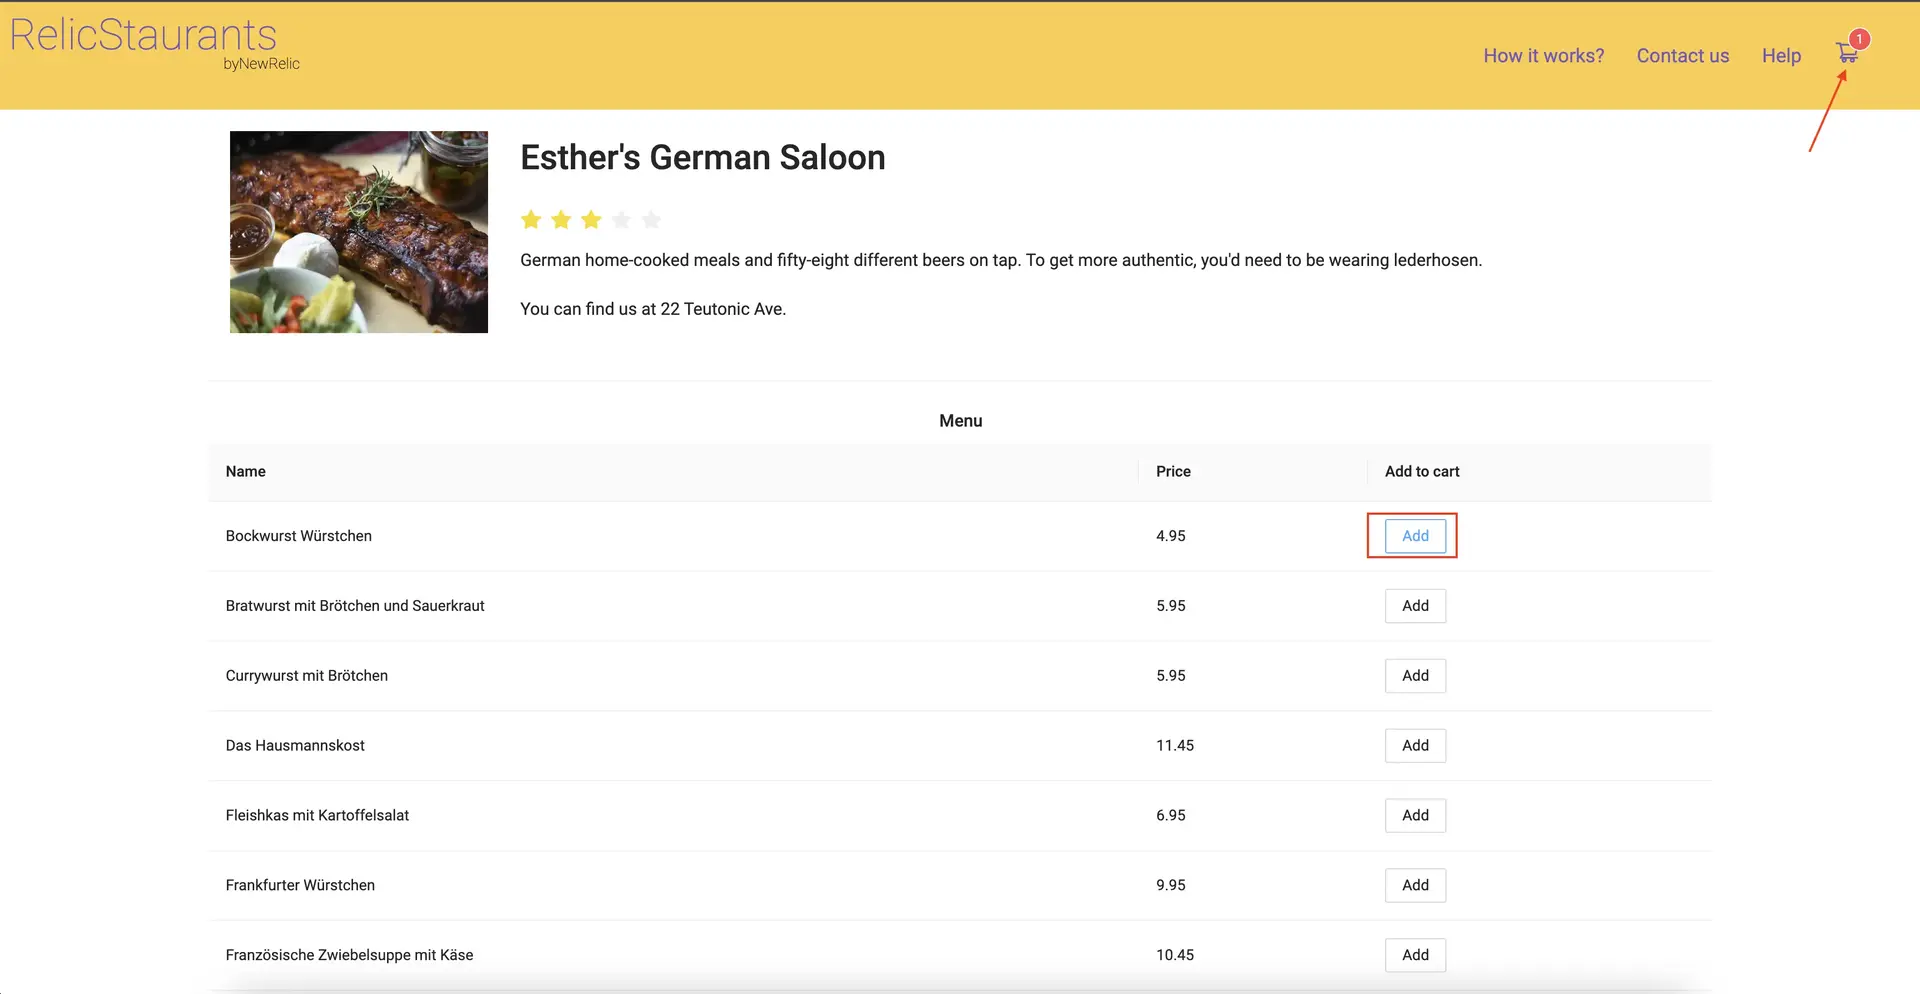 RelicStaurants
byNewRelic
How it works? Contact us Help 1
Esther's German Saloon
German home-cooked meals and fifty-eight different beers on tap. To get more authentic, you'd need to be wearing lederhosen.
You can find us at 22 Teutonic Ave.
Menu
Name Price Add to cart
Bockwurst Würstchen 4.95 Add
Bratwurst mit Brötchen und Sauerkraut 5.95 Add
Currywurst mit Brötchen 5.95 Add
Das Hausmannskost 11.45 Add
Fleishkas mit Kartoffelsalat 6.95 Add
Frankfurter Würstchen 9.95 Add
Französische Zwiebelsuppe mit Käse 10.45 Add